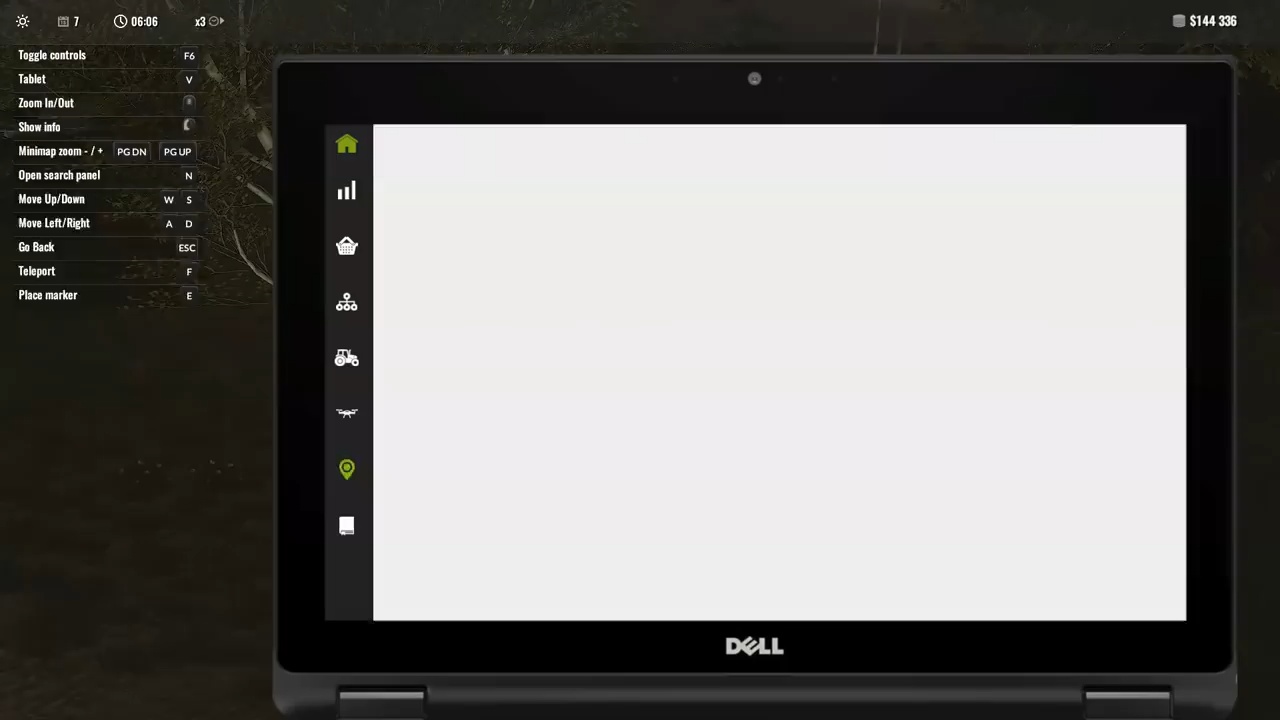 7 06:06 x3 $144 336
Toggle controls F6
Tablet V
Zoom In/Out
Show info
Minimap zoom - / + PG DN PG UP
Open search panel N
Move Up/Down W S
Move Left/Right A D
Go Back ESC
Teleport F
Place marker E
DELL